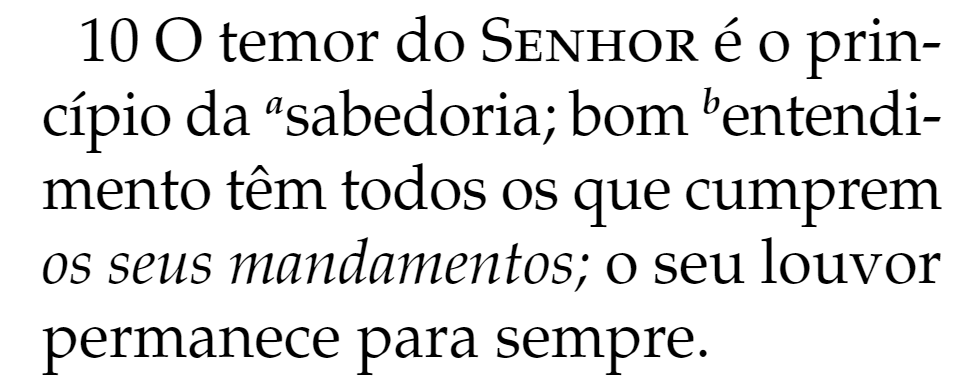 10 O temor do SENHOR é o prin-
cípio da ᵃsabedoria; bom ᵇentendi-
mento têm todos os que cumprem
os seus mandamentos; o seu louvor
permanece para sempre.